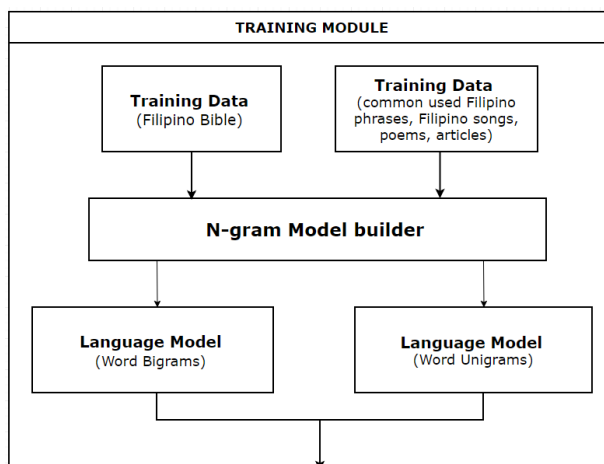 TRAINING MODULE
Training Data
(Filipino Bible)
Training Data
(common used Filipino
phrases, Filipino songs,
poems, articles)
N-gram Model builder
Language Model
(Word Bigrams)
Language Model
(Word Unigrams)